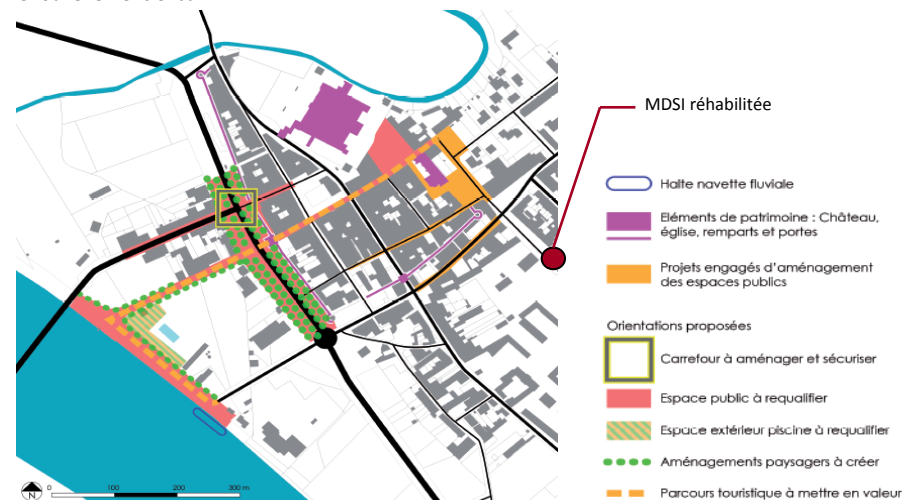 MDSI réhabilitée
Halte navette fluviale
Eléments de patrimoine : Château,
église, remparts et portes
Projets engagés d'aménagement
des espaces publics
Orientations proposées
Carrefour à aménager et sécuriser
Espace public à requalifier
Espace extérieur piscine à requalifier
Aménagements paysagers à créer
Parcours touristique à mettre en valeur
N
0 100 200 300 m